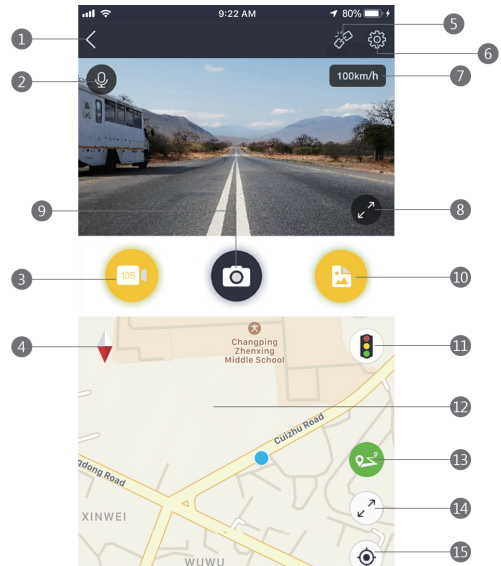 9:22 AM
80%
1
5
6
2
100km/h
7
9
8
3
10S
10
4
Changping
Zhenxing
Middle School
11
12
Cuizhu Road
gdong Road
13
XINWEI
14
WUWU
15